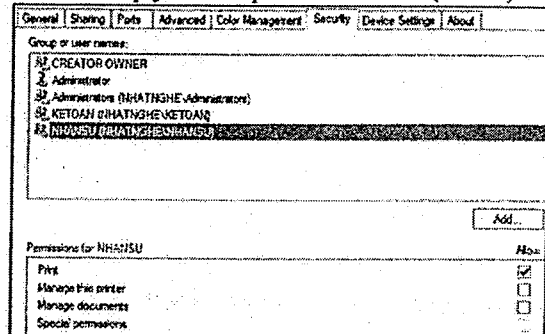 General Sharing Ports Advanced Color Management Security Device Settings About
Group or user names:
CREATOR OWNER
Administrator
Administrators (NHATNGHE\Administrators)
KETOAN (NHATNGHE\KETOAN)
NHANSU (NHATNGHE\NHANSU)
Add...
Permissions for NHANSU
Allow
Print
Manage this printer
Manage documents
Special permissions